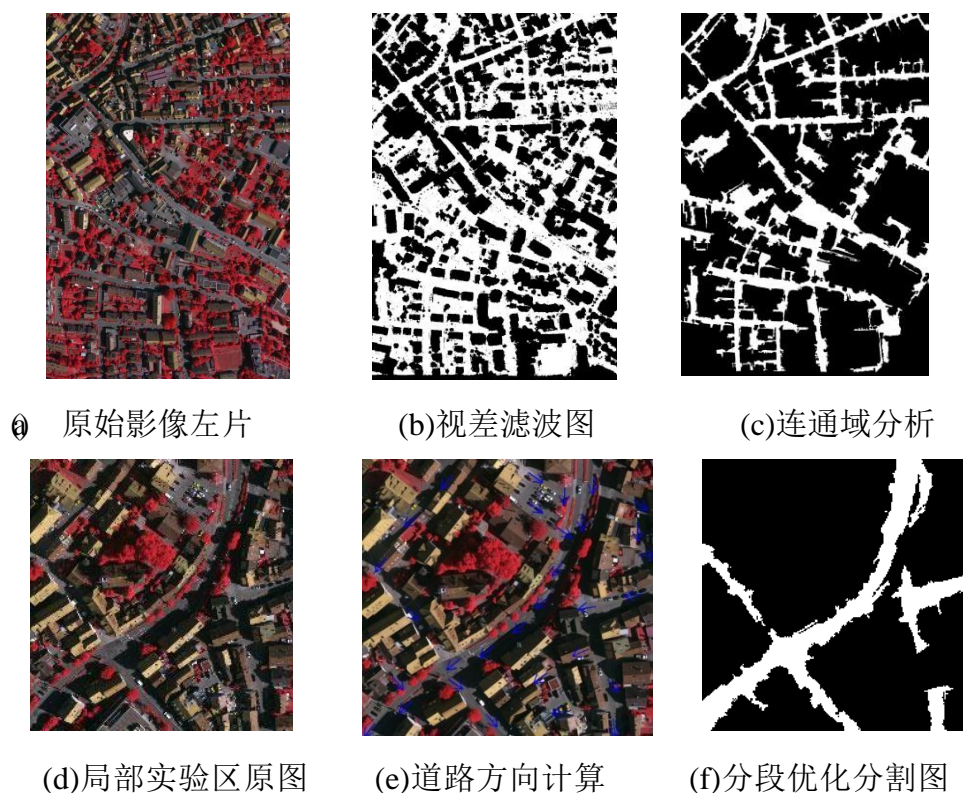 (a) 原始影像左片
(b)视差滤波图
(c)连通域分析
(d)局部实验区原图
(e)道路方向计算
(f)分段优化分割图